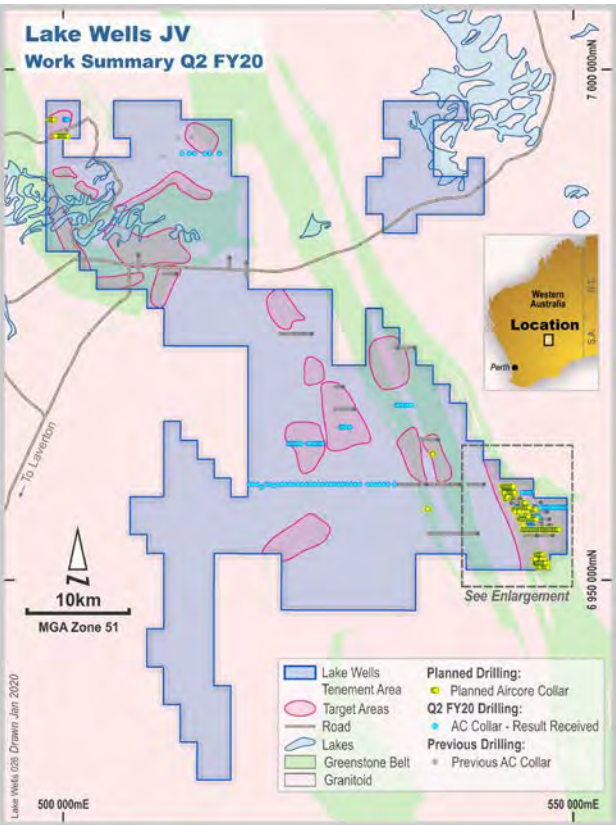 Lake Wells JV
Work Summary Q2 FY20
7 000 000mN
Western
Australia
Location
N.T.
S.A.
Perth
To Laverton
See Enlargement
6 950 000mN
10km
MGA Zone 51
Lake Wells
Tenement Area
Target Areas
Road
Lakes
Greenstone Belt
Granitoid
Planned Drilling:
Planned Aircore Collar
Q2 FY20 Drilling:
AC Collar - Result Received
Previous Drilling:
Previous AC Collar
Lake Wells 026 Drawn Jan 2020
500 000mE
550 000mE